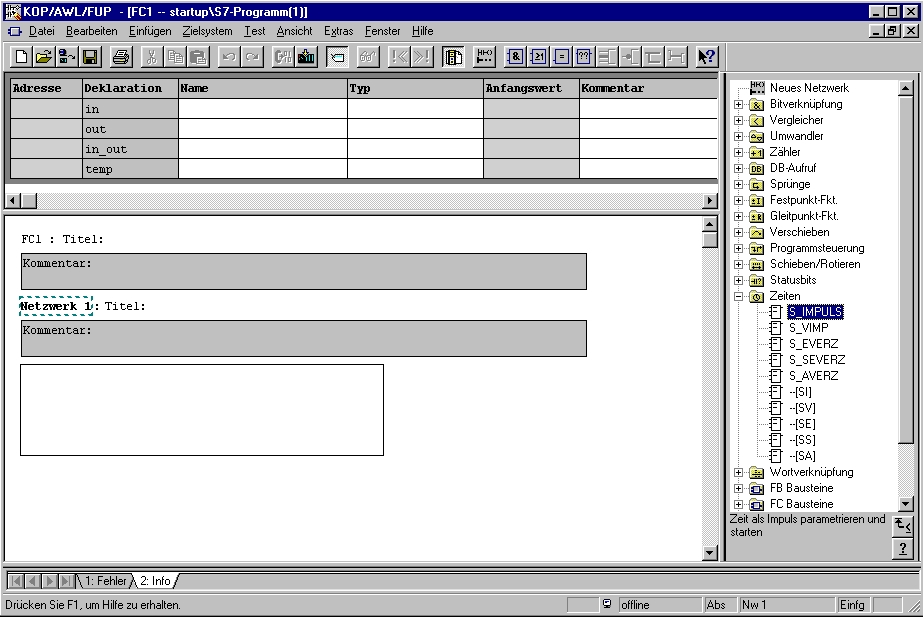 KOP/AWL/FUP - [FC1 -- startup\S7-Programm(1)]
Datei Bearbeiten Einfügen Zielsystem Test Ansicht Extras Fenster Hilfe
Adresse Deklaration Name Typ Anfangswert Kommentar
in
out
in_out
temp
FC1 : Titel:
Kommentar:
Netzwerk 1: Titel:
Kommentar:
Neues Netzwerk
Bitverknüpfung
Vergleicher
Umwandler
Zähler
DB-Aufruf
Sprünge
Festpunkt-Fkt.
Gleitpunkt-Fkt.
Verschieben
Programmsteuerung
Schieben/Rotieren
Statusbits
Zeiten
S_IMPULS
S_VIMP
S_EVERZ
S_SEVERZ
S_AVERZ
--[SI]
--[SV]
--[SE]
--[SS]
--[SA]
Wortverknüpfung
FB Bausteine
FC Bausteine
Zeit als Impuls parametrieren und
starten
1: Fehler 2: Info
Drücken Sie F1, um Hilfe zu erhalten. offline Abs Nw 1 Einfg